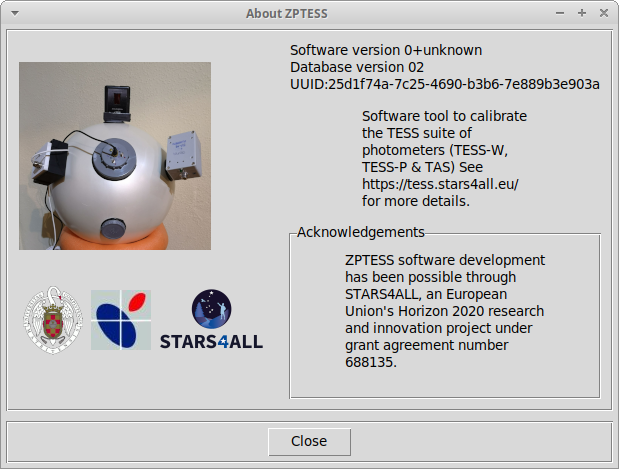 About ZPTESS
Software version 0+unknown
Database version 02
UUID:25d1f74a-7c25-4690-b3b6-7e889b3e903a
Software tool to calibrate
the TESS suite of
photometers (TESS-W,
TESS-P & TAS) See
https://tess.stars4all.eu/
for more details.
Acknowledgements
ZPTESS software development
has been possible through
STARS4ALL, an European
Union's Horizon 2020 research
and innovation project under
grant agreement number
688135.
STARS4ALL
Close